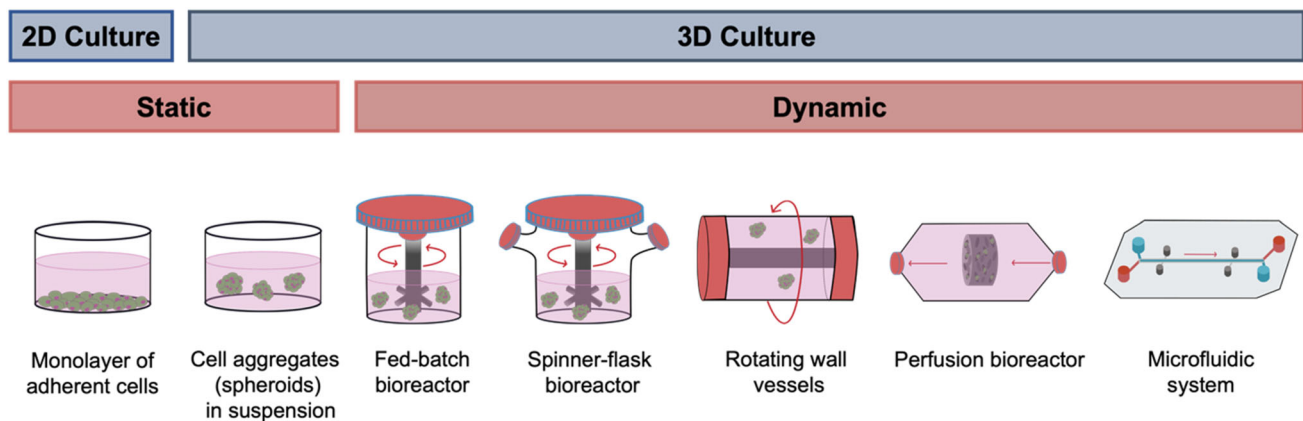 2D Culture
3D Culture
Static
Dynamic
Monolayer of
adherent cells
Cell aggregates
(spheroids)
in suspension
Fed-batch
bioreactor
Spinner-flask
bioreactor
Rotating wall
vessels
Perfusion bioreactor
Microfluidic
system